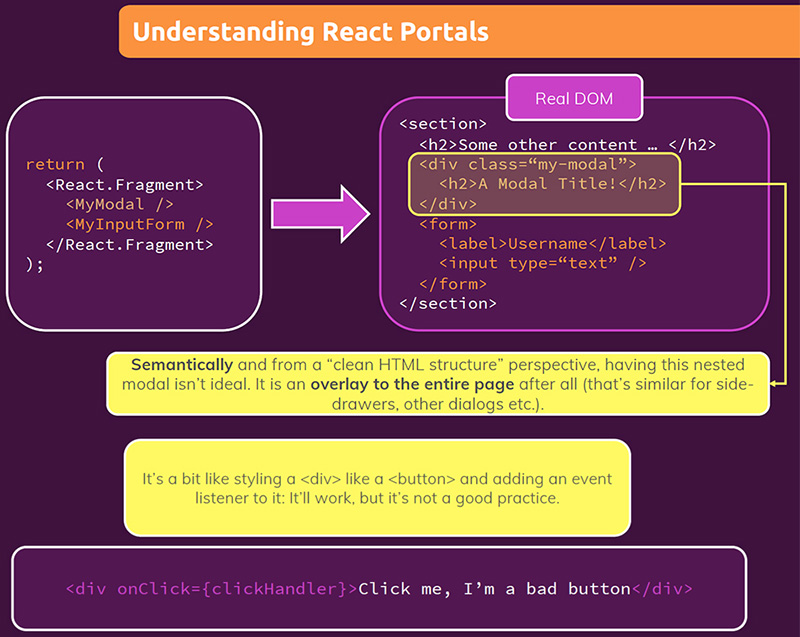 Understanding React Portals
return (
<React.Fragment>
<MyModal />
<MyInputForm />
</React.Fragment>
);
Real DOM
<section>
<h2>Some other content … </h2>
<div class=“my-modal”>
<h2>A Modal Title!</h2>
</div>
<form>
<label>Username</label>
<input type=“text” />
</form>
</section>
Semantically and from a “clean HTML structure” perspective, having this nested
modal isn’t ideal. It is an overlay to the entire page after all (that’s similar for side-
drawers, other dialogs etc.).
It’s a bit like styling a <div> like a <button> and adding an event
listener to it: It’ll work, but it’s not a good practice.
<div onClick={clickHandler}>Click me, I’m a bad button</div>